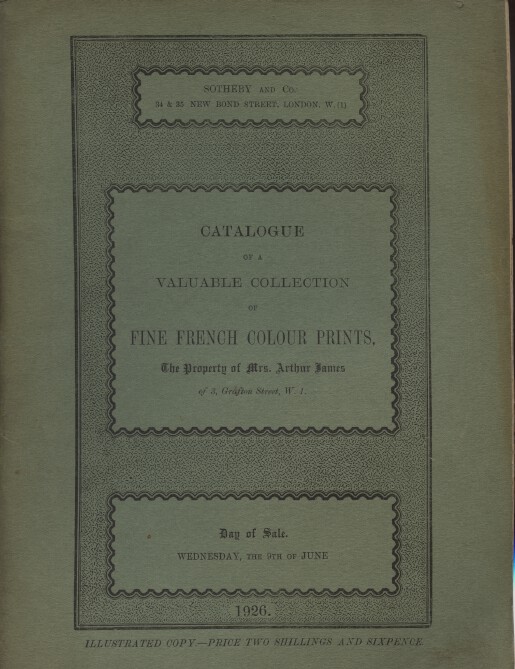 SOTHEBY AND CO.
34 & 35 NEW BOND STREET, LONDON, W. (1)
CATALOGUE
OF A
VALUABLE COLLECTION
OF
FINE FRENCH COLOUR PRINTS,
The Property of Mrs. Arthur James
of 3, Grafton Street, W. 1.
Day of Sale.
WEDNESDAY, THE 9TH OF JUNE
1926.
ILLUSTRATED COPY—PRICE TWO SHILLINGS AND SIXPENCE